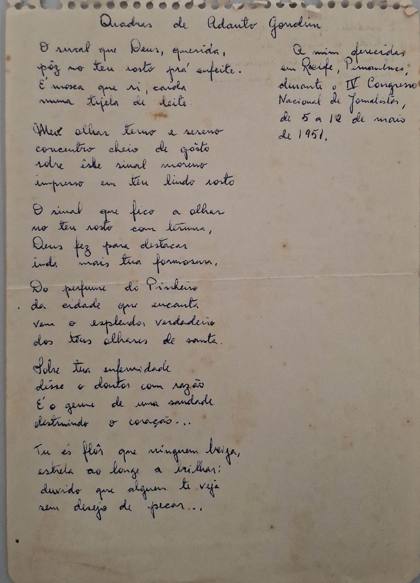 Quadras de Adauto Gondim
O sinal que Deus, querida,
pôz no teu rosto prá enfeite.
É mosca que vi, caída
numa tijela de leite.
Meu olhar terno e sereno
concentro cheio de gôsto
sobre êste sinal moreno
impresso em teu lindo rosto
O sinal que fico a olhar
no teu rosto com ternura,
Deus fez para destacar
inda mais tua formosura.
Do perfume do Pinheiro
da cidade que encanta
vem o esplendor verdadeiro
dos teus olhares de santa.
Sobre tua enfermidade
disse o doutor com razão
É o germe de uma saudade
destruindo o coração...
Tu és flôr que ninguem
estrela ao longe a brilhar:
duvido que alguem te veja
sem desejo de pecar...
A mim oferecidas
em Recife, Pernambuco,
durante o IV Congresso
Nacional de Jornalistas,
de 5 a 12 de maio
de 1951.